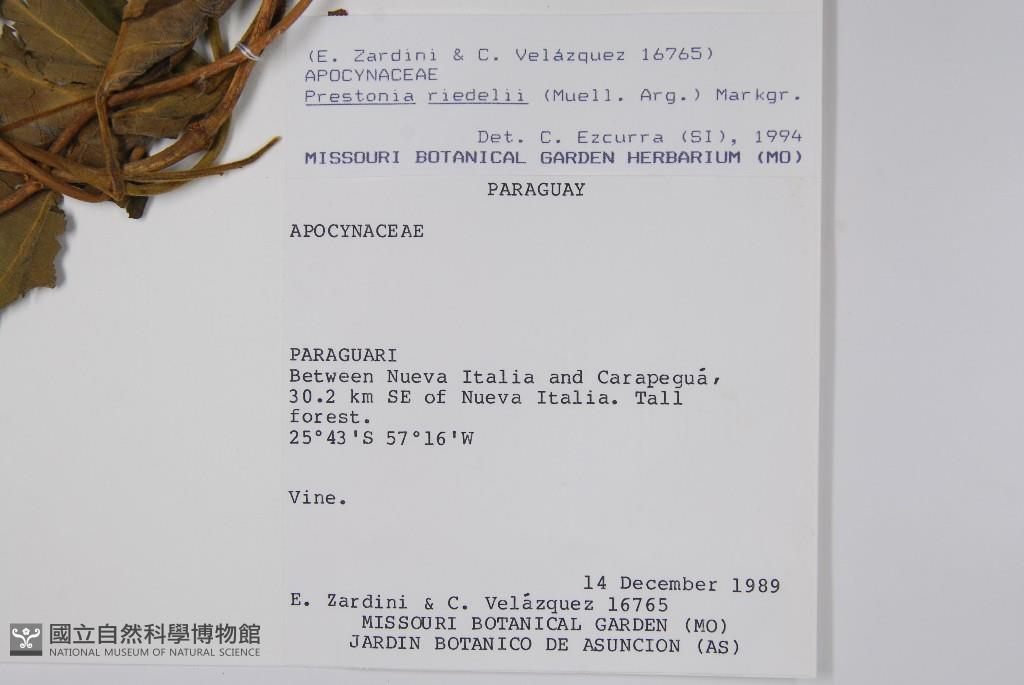 (E. Zardini & C. Velázquez 16765)
APOCYNACEAE
Prestonia riedelii (Muell. Arg.) Markgr.
Det. C. Ezcurra (SI), 1994
MISSOURI BOTANICAL GARDEN HERBARIUM (MO)
PARAGUAY
APOCYNACEAE
PARAGUARI
Between Nueva Italia and Carapeguá,
30.2 km SE of Nueva Italia. Tall
forest.
25°43'S 57°16'W
Vine.
14 December 1989
E. Zardini & C. Velázquez 16765
MISSOURI BOTANICAL GARDEN (MO)
JARDIN BOTANICO DE ASUNCION (AS)
國立自然科學博物館
NATIONAL MUSEUM OF NATURAL SCIENCE